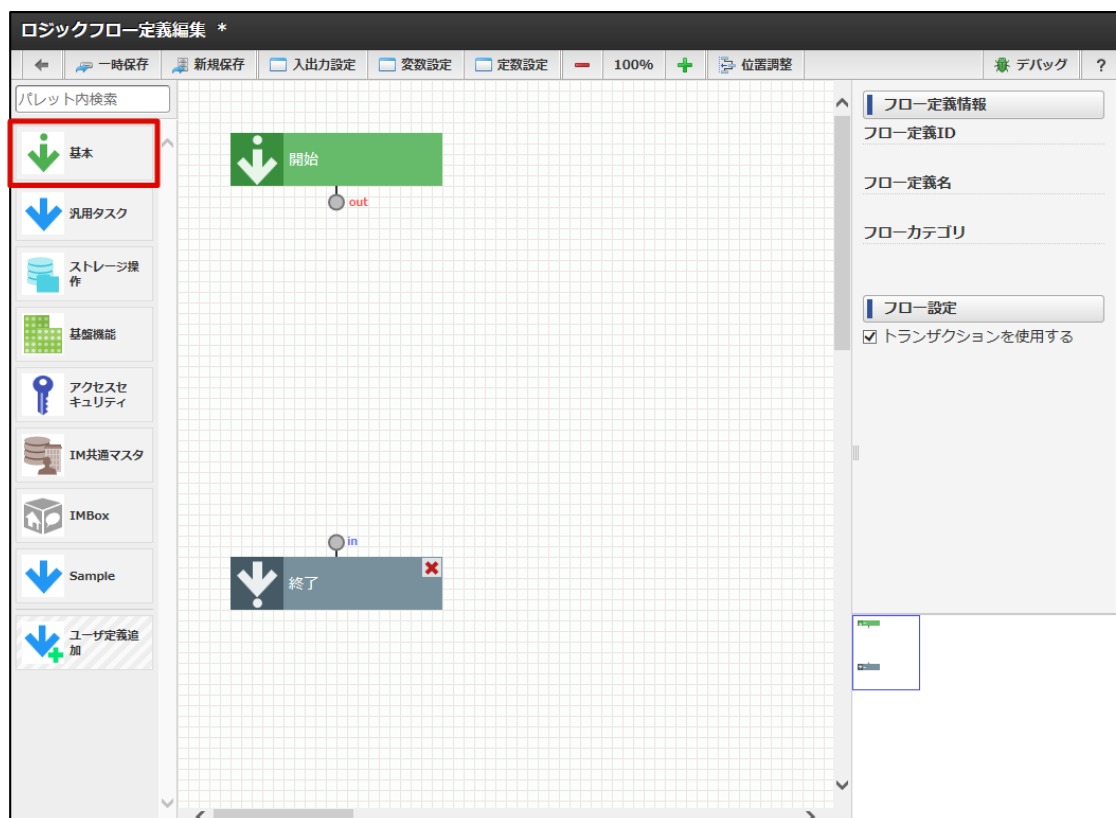 ロジックフロー定義編集 *
一時保存 新規保存 入出力設定 変数設定 定数設定 100% 位置調整 デバッグ ?
パレット内検索
基本
汎用タスク
ストレージ操
作
基盤機能
アクセスセ
キュリティ
IM共通マスタ
IMBox
Sample
ユーザ定義追
加
開始
out
in
終了
フロー定義情報
フロー定義ID
フロー定義名
フローカテゴリ
フロー設定
トランザクションを使用する